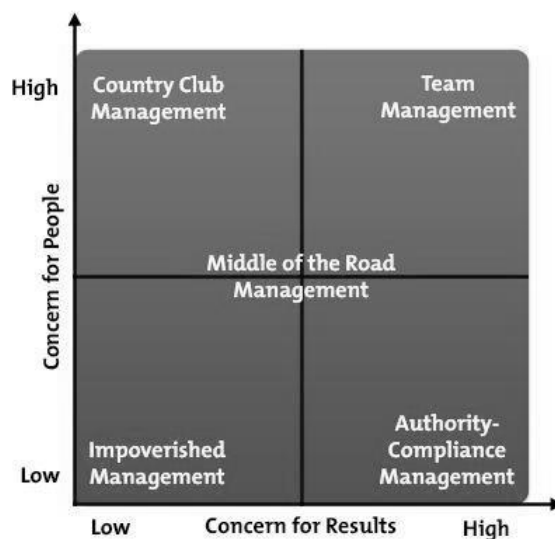 High
Country Club
Management
Team
Management
Concern for People
Middle of the Road
Management
Impoverished
Management
Authority-
Compliance
Management
Low
Low
Concern for Results
High